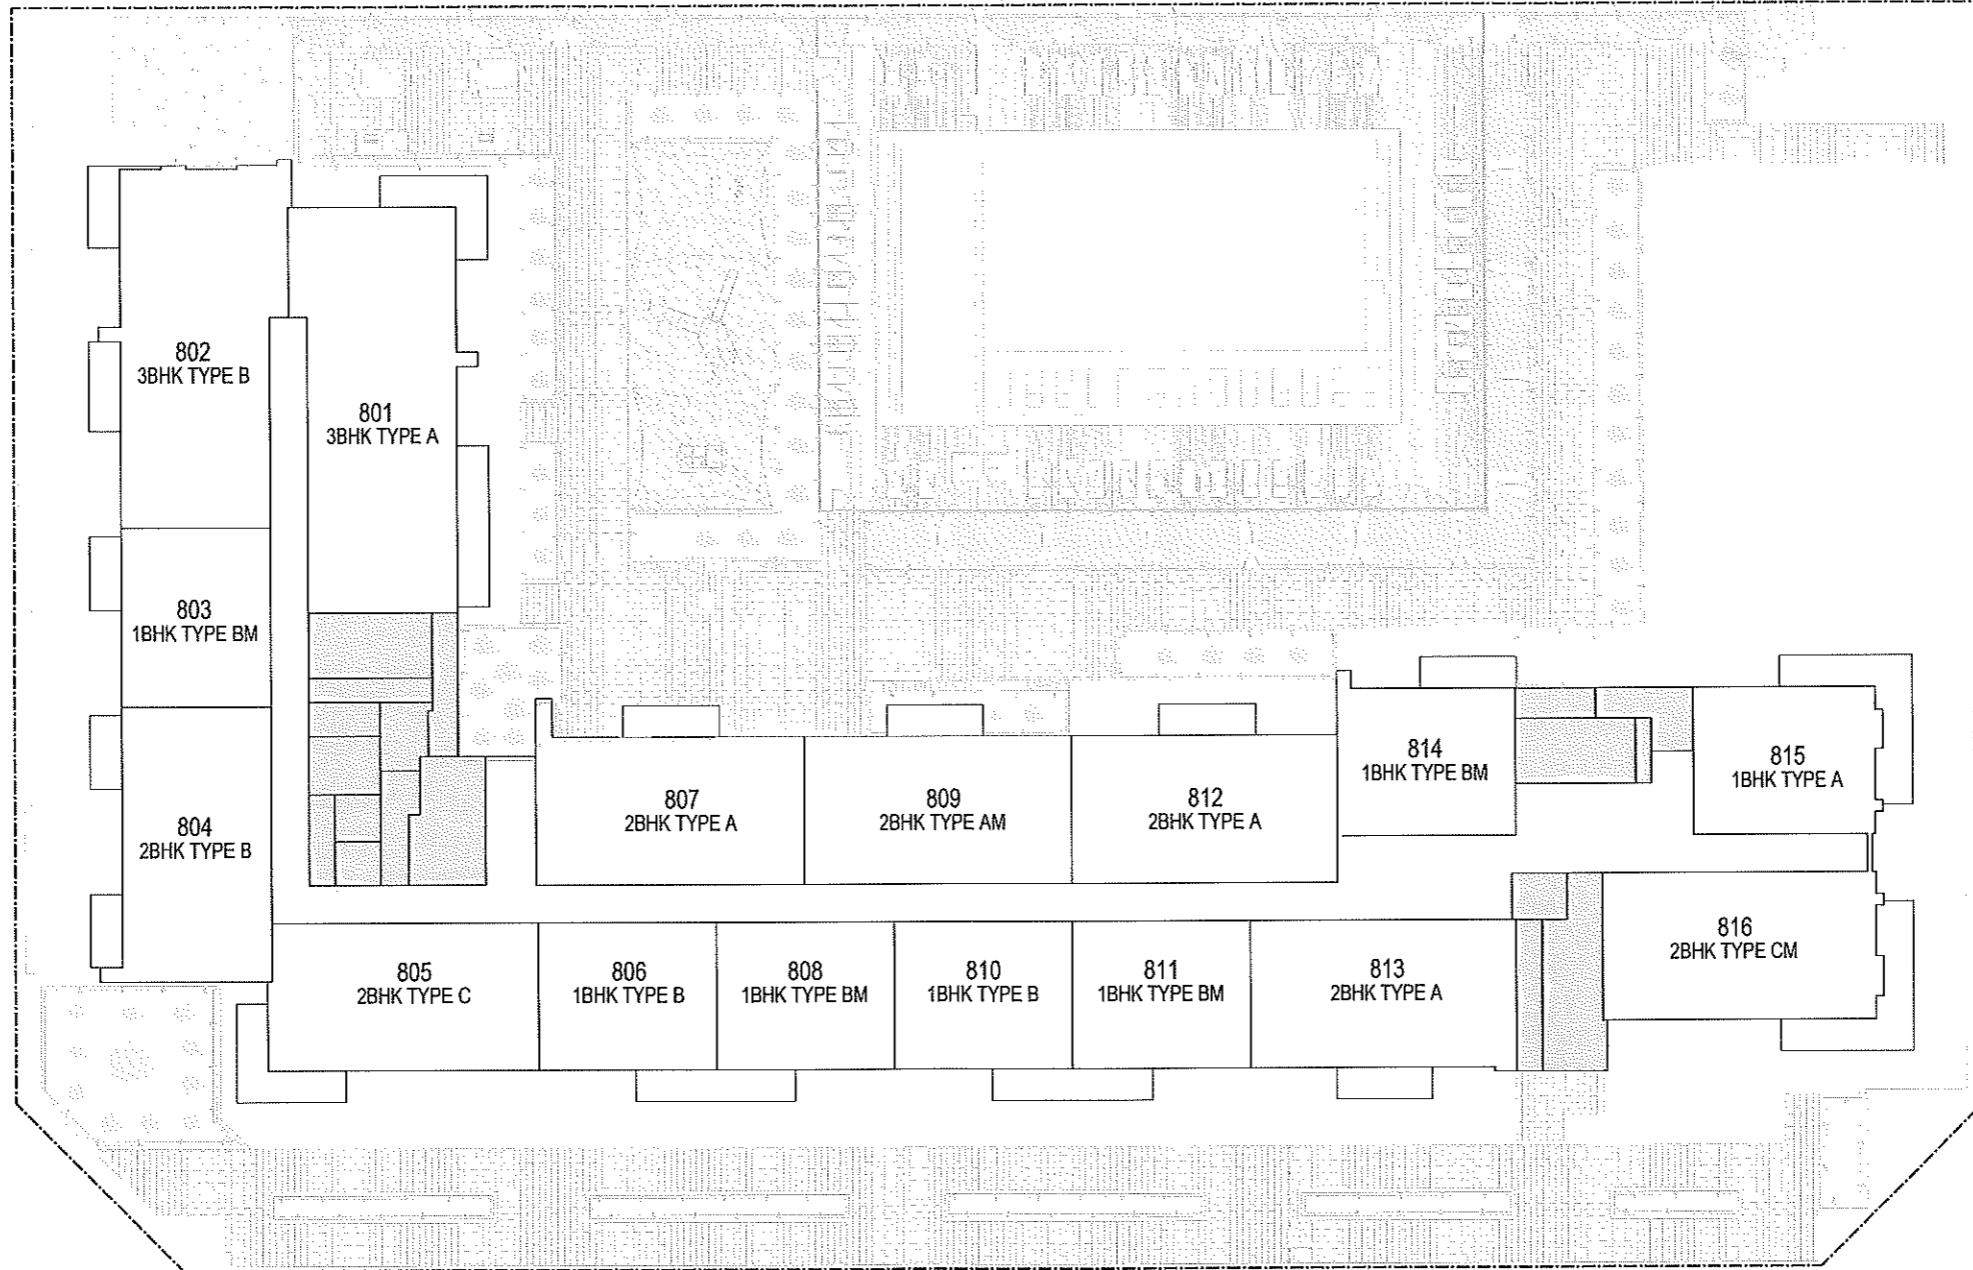 802
3BHK TYPE B
801
3BHK TYPE A
803
1BHK TYPE BM
804
2BHK TYPE B
807
2BHK TYPE A
809
2BHK TYPE AM
812
2BHK TYPE A
814
1BHK TYPE BM
815
1BHK TYPE A
805
2BHK TYPE C
806
1BHK TYPE B
808
1BHK TYPE BM
810
1BHK TYPE B
811
1BHK TYPE BM
813
2BHK TYPE A
816
2BHK TYPE CM